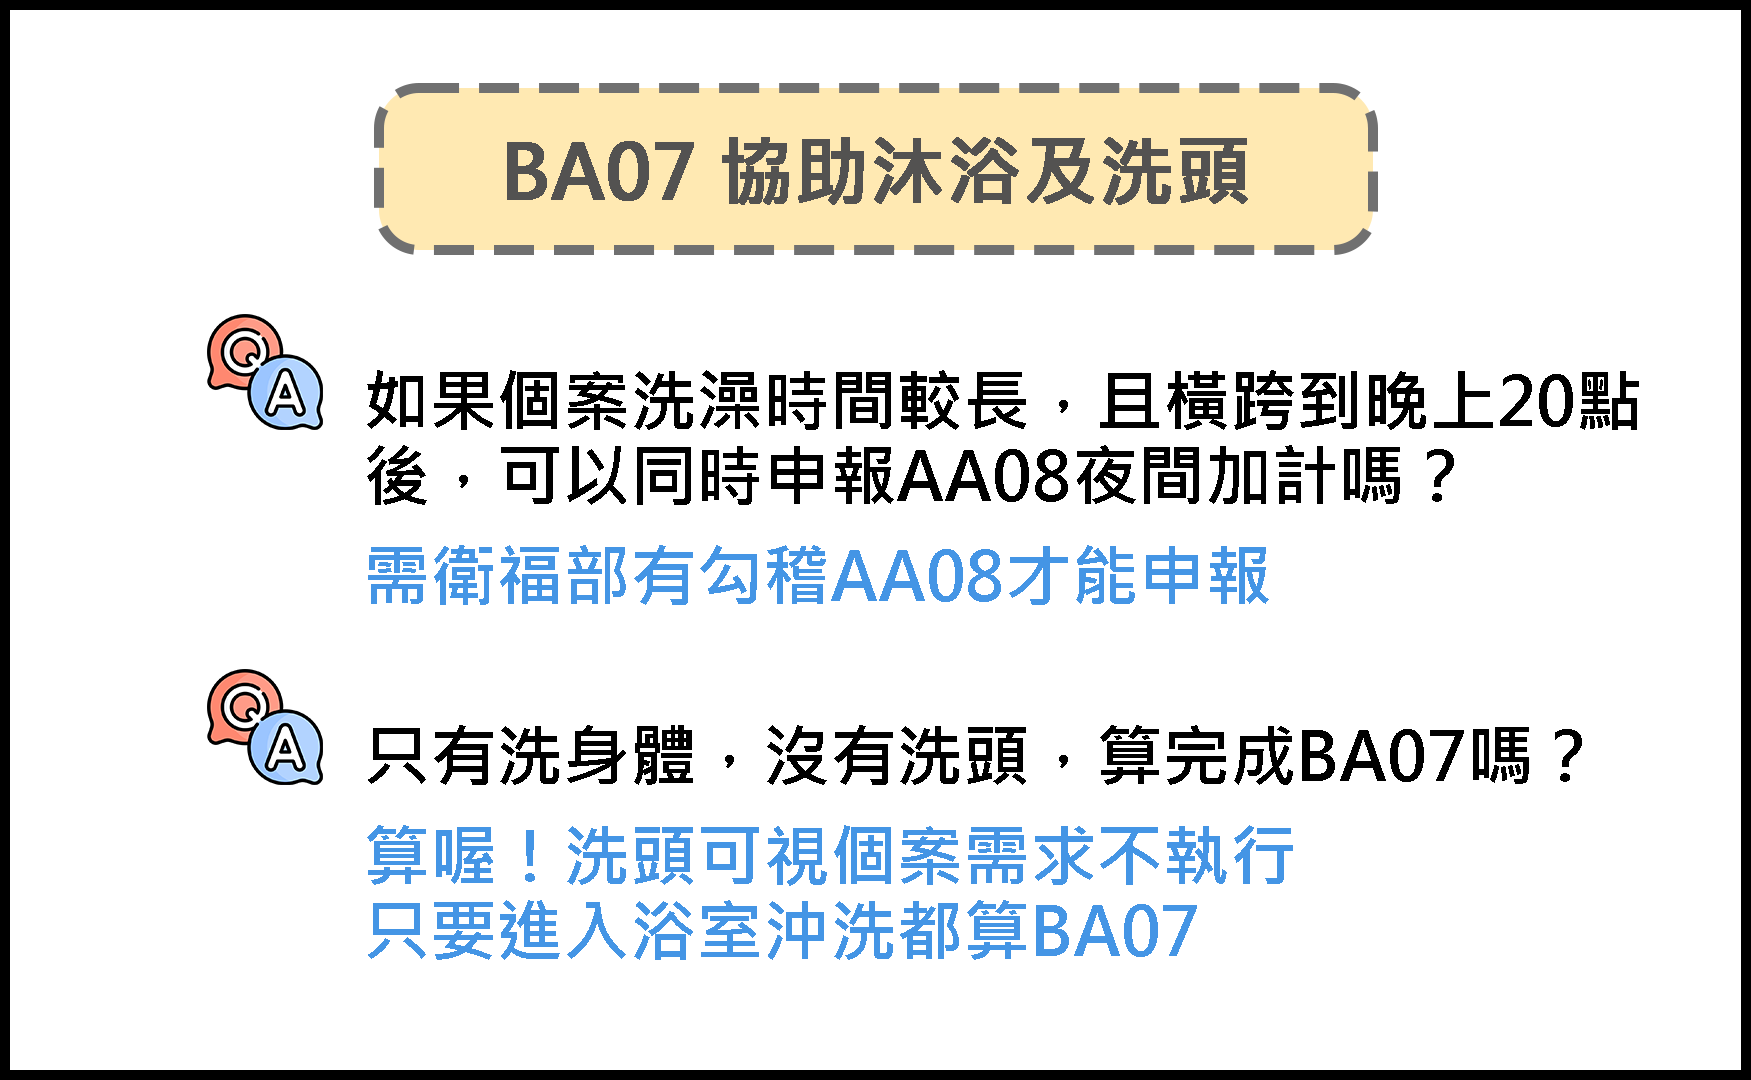 BA07 協助沐浴及洗頭
QA
如果個案洗澡時間較長，且橫跨到晚上20點
後，可以同時申報AA08夜間加計嗎？
需衛福部有勾稽AA08才能申報
QA
只有洗身體，沒有洗頭，算完成BA07嗎？
算喔！洗頭可視個案需求不執行
只要進入浴室沖洗都算BA07